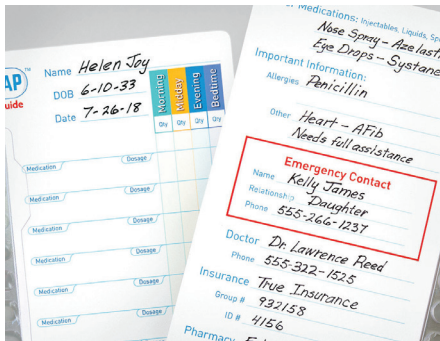 AP™
uide
Name Helen Joy
DOB 6-10-33
Date 7-26-18
Morning Midday Evening Bedtime
Qty Qty Qty Qty
Medication Dosage
Medication Dosage
Medication Dosage
Medication Dosage
Medication Dosage
Medication Dosage
Medications: Injectables, Liquids,
Nose Spray - Azelasti
Eye Drops - Systane
Important Information:
Allergies Penicillin
Other Heart - AFib
Needs full assistance
Emergency Contact
Name Kelly James
Relationship Daughter
Phone 555-266-1237
Doctor Dr. Lawrence Reed
Phone 555-322-1525
Insurance True Insurance
Group # 932158
ID # 4156
Pharmacy